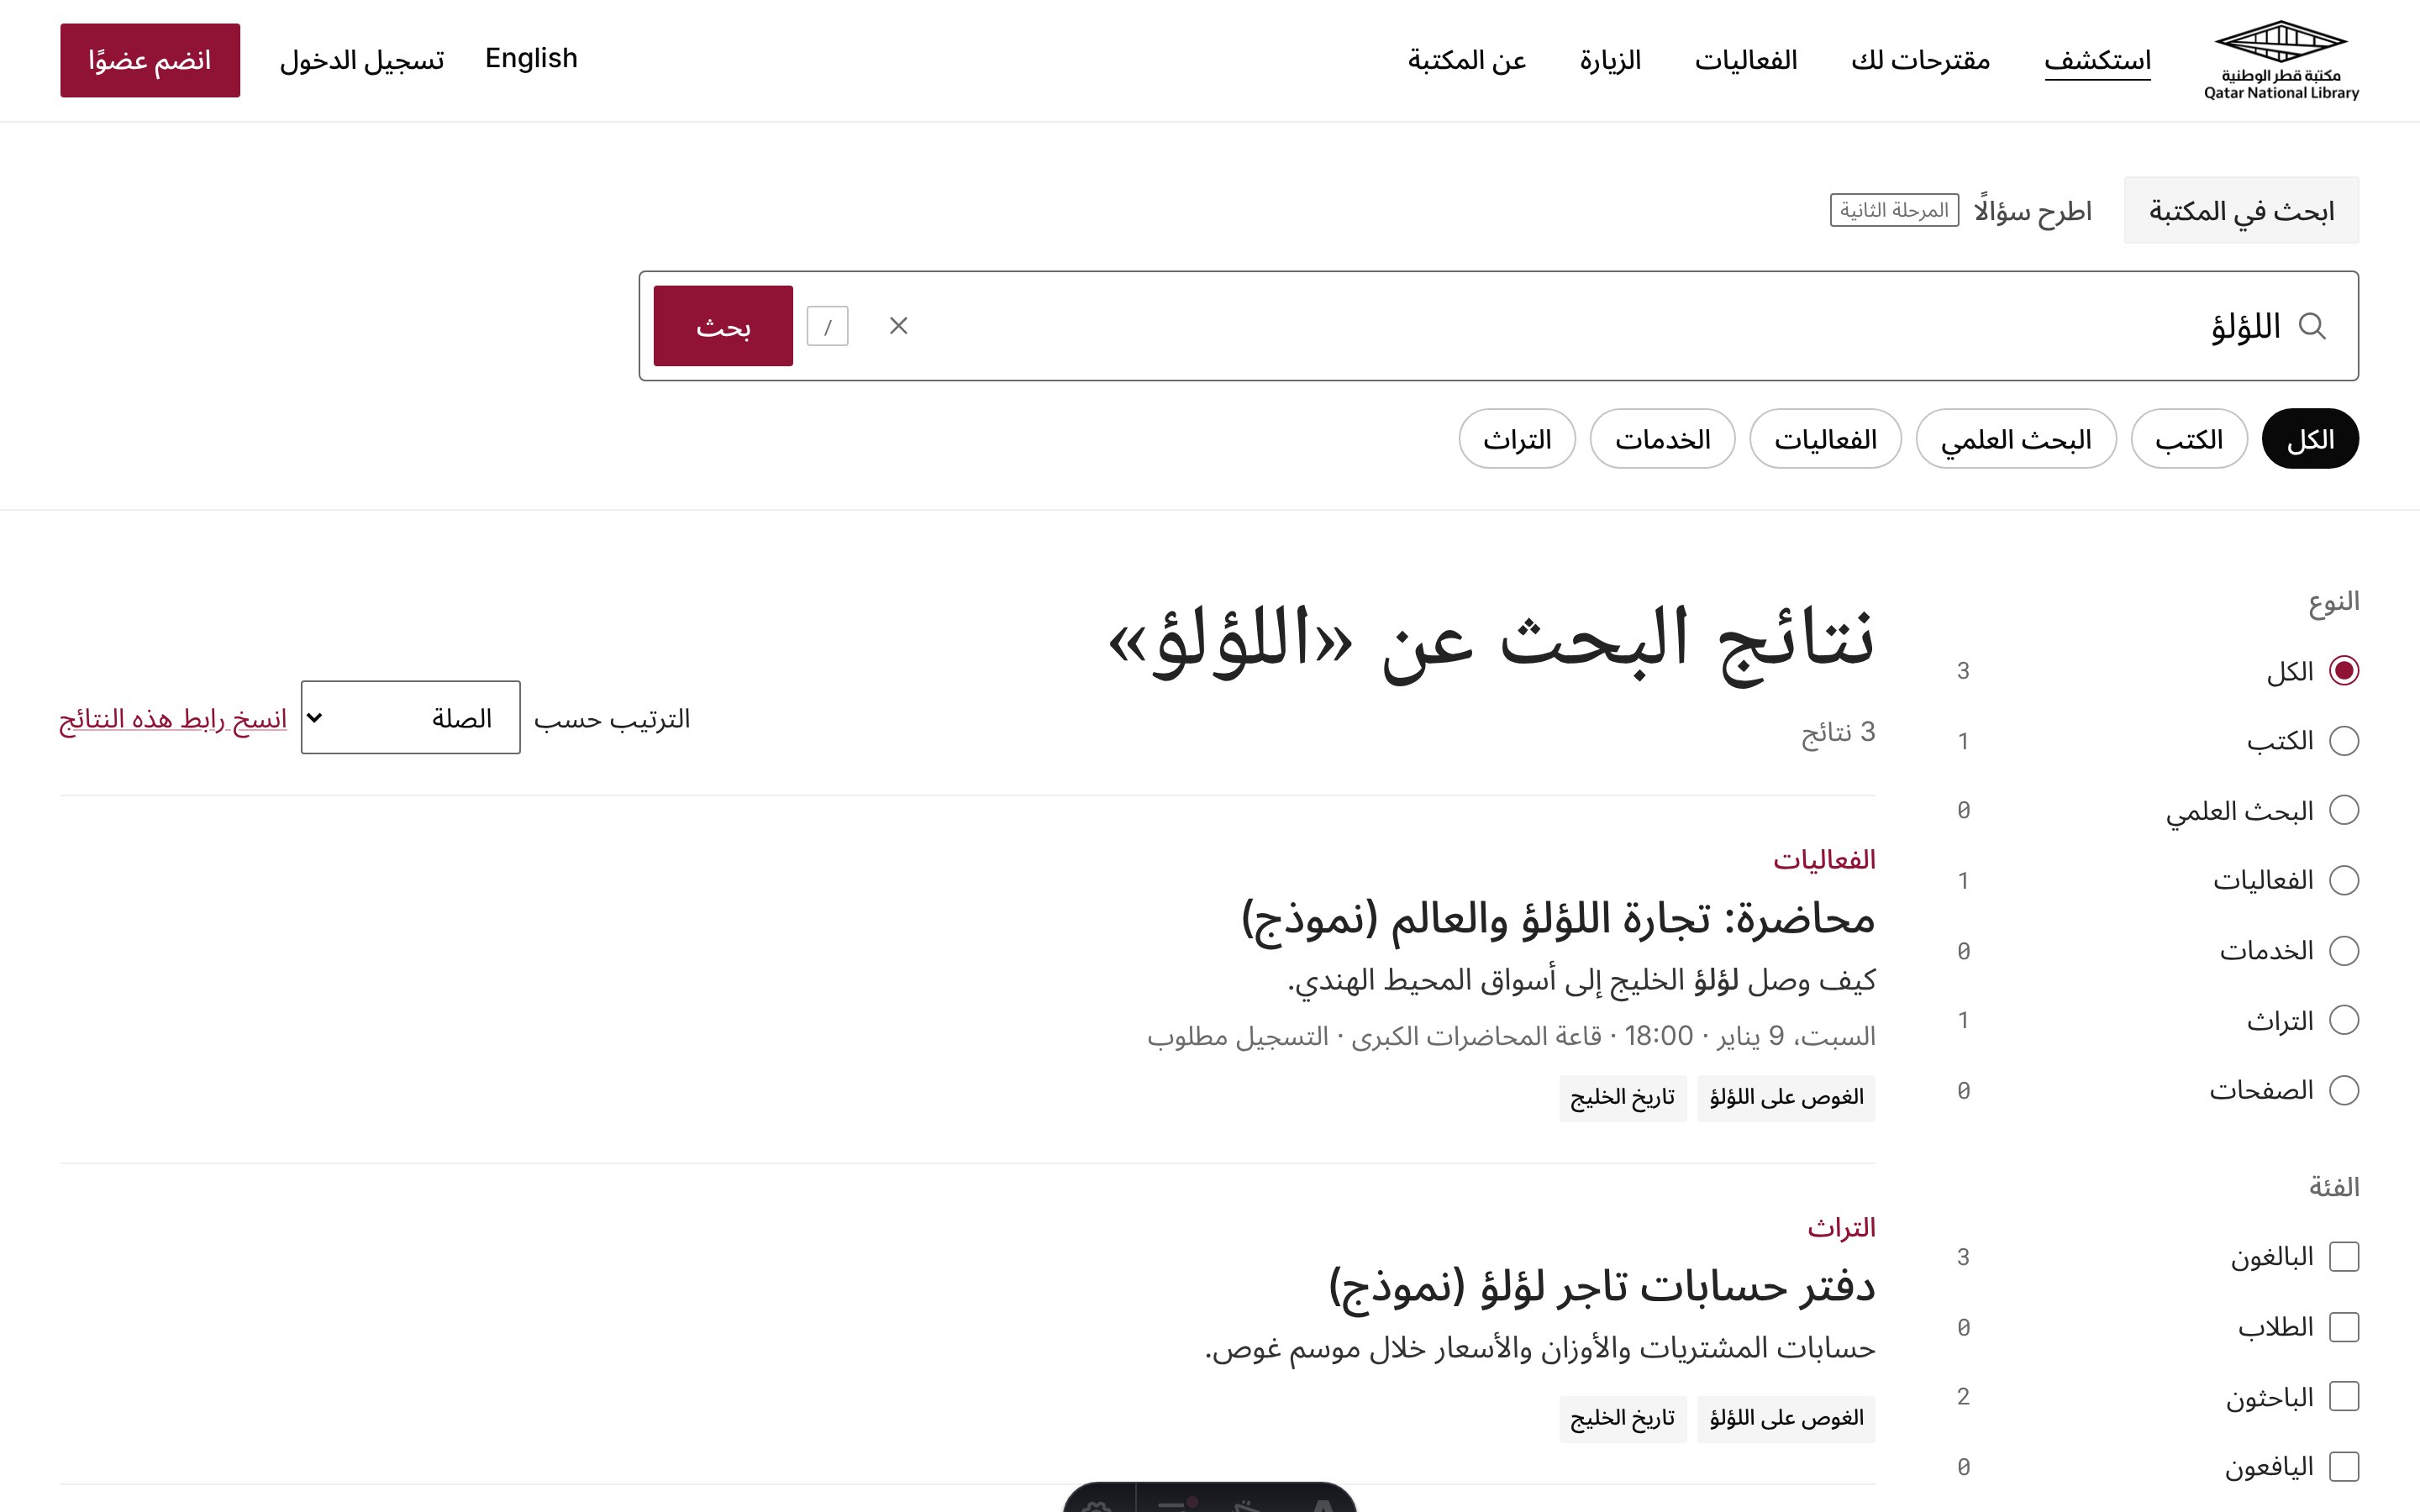 مكتبة قطر الوطنية
Qatar National Library
استكشف
مقترحات لك
الفعاليات
الزيارة
عن المكتبة
English
تسجيل الدخول
انضم عضوًا
ابحث في المكتبة
اطرح سؤالًا
المرحلة الثانية
اللؤلؤ
/
بحث
الكل
الكتب
البحث العلمي
الفعاليات
الخدمات
التراث
النوع
الكل 3
الكتب 1
البحث العلمي 0
الفعاليات 1
الخدمات 0
التراث 1
الصفحات 0
الفئة
البالغون 3
الطلاب 0
الباحثون 2
اليافعون 0
نتائج البحث عن «اللؤلؤ»
3 نتائج
الترتيب حسب
الصلة
انسخ رابط هذه النتائج
الفعاليات
محاضرة: تجارة اللؤلؤ والعالم (نموذج)
كيف وصل لؤلؤ الخليج إلى أسواق المحيط الهندي.
السبت، 9 يناير · 18:00 · قاعة المحاضرات الكبرى · التسجيل مطلوب
الغوص على اللؤلؤ
تاريخ الخليج
التراث
دفتر حسابات تاجر لؤلؤ (نموذج)
حسابات المشتريات والأوزان والأسعار خلال موسم غوص.
الغوص على اللؤلؤ
تاريخ الخليج